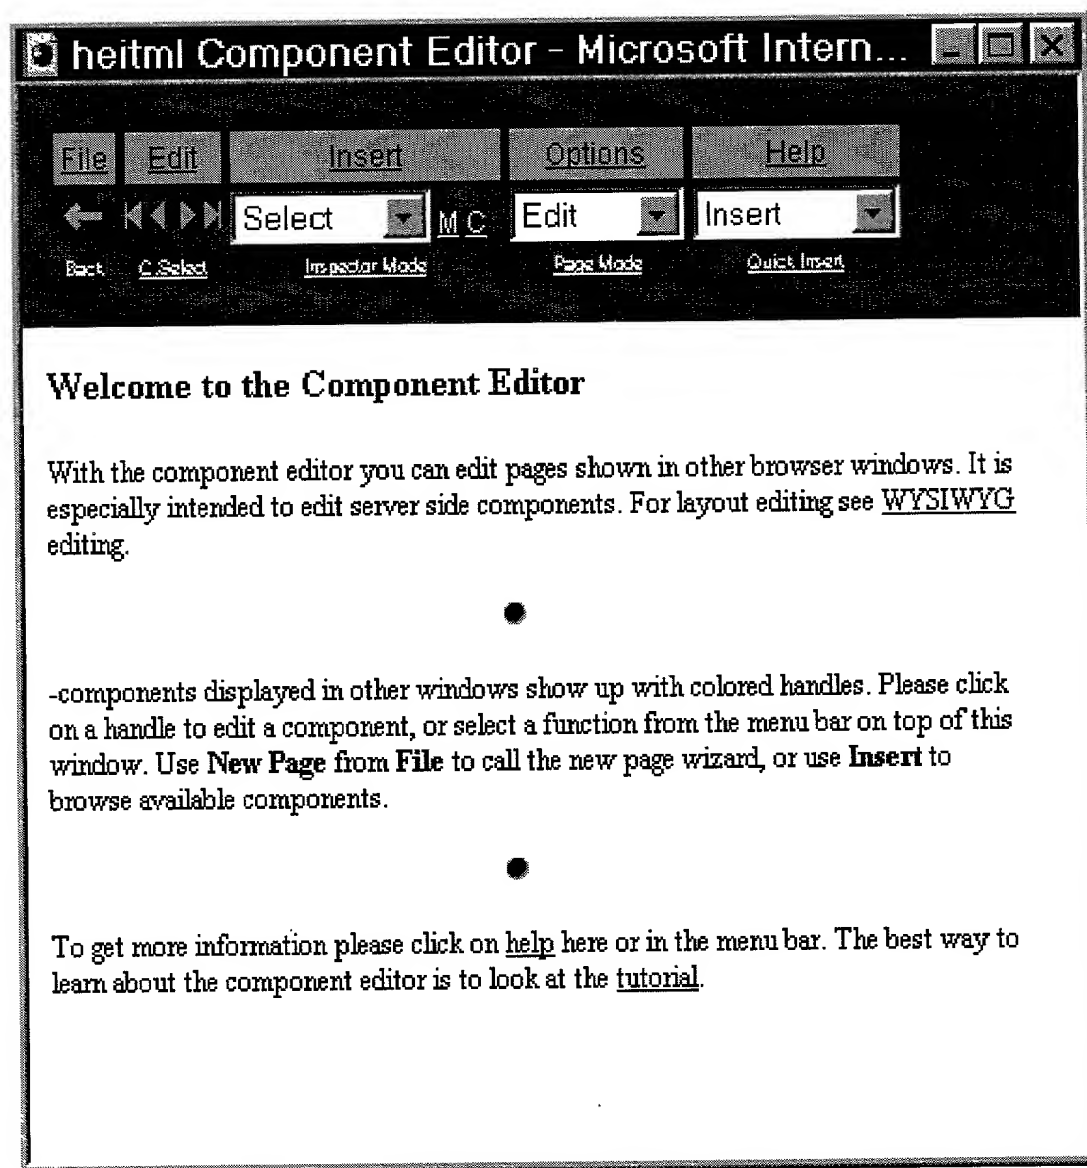 heitml Component Editor - Microsoft Intern...
File Edit Insert Options Help
Select M C Edit Insert
Back C.Select Inspector Mode Page Mode Quick Insert
Welcome to the Component Editor
With the component editor you can edit pages shown in other browser windows. It is
especially intended to edit server side components. For layout editing see WYSIWYG
editing.
-components displayed in other windows show up with colored handles. Please click
on a handle to edit a component, or select a function from the menu bar on top of this
window. Use New Page from File to call the new page wizard, or use Insert to
browse available components.
To get more information please click on help here or in the menu bar. The best way to
learn about the component editor is to look at the tutorial.